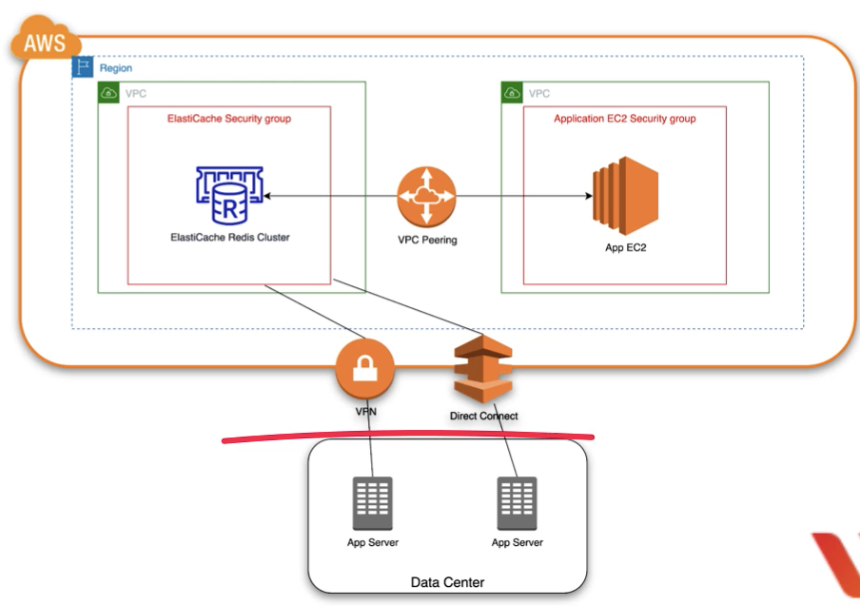 AWS
Region
VPC
VPC
ElastiCache Security group
Application EC2 Security group
R
ElastiCache Redis Cluster
VPC Peering
App EC2
VPN
Direct Connect
App Server
App Server
Data Center